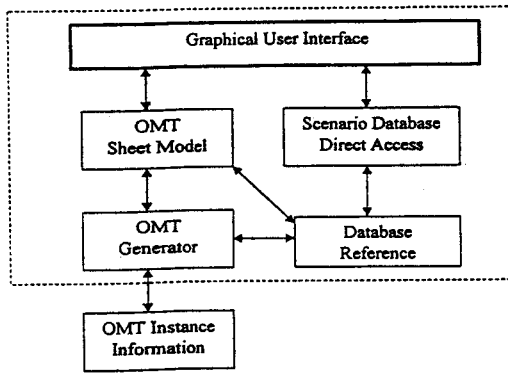 Graphical User Interface
OMT
Sheet Model
Scenario Database
Direct Access
OMT
Generator
Database
Reference
OMT Instance
Information